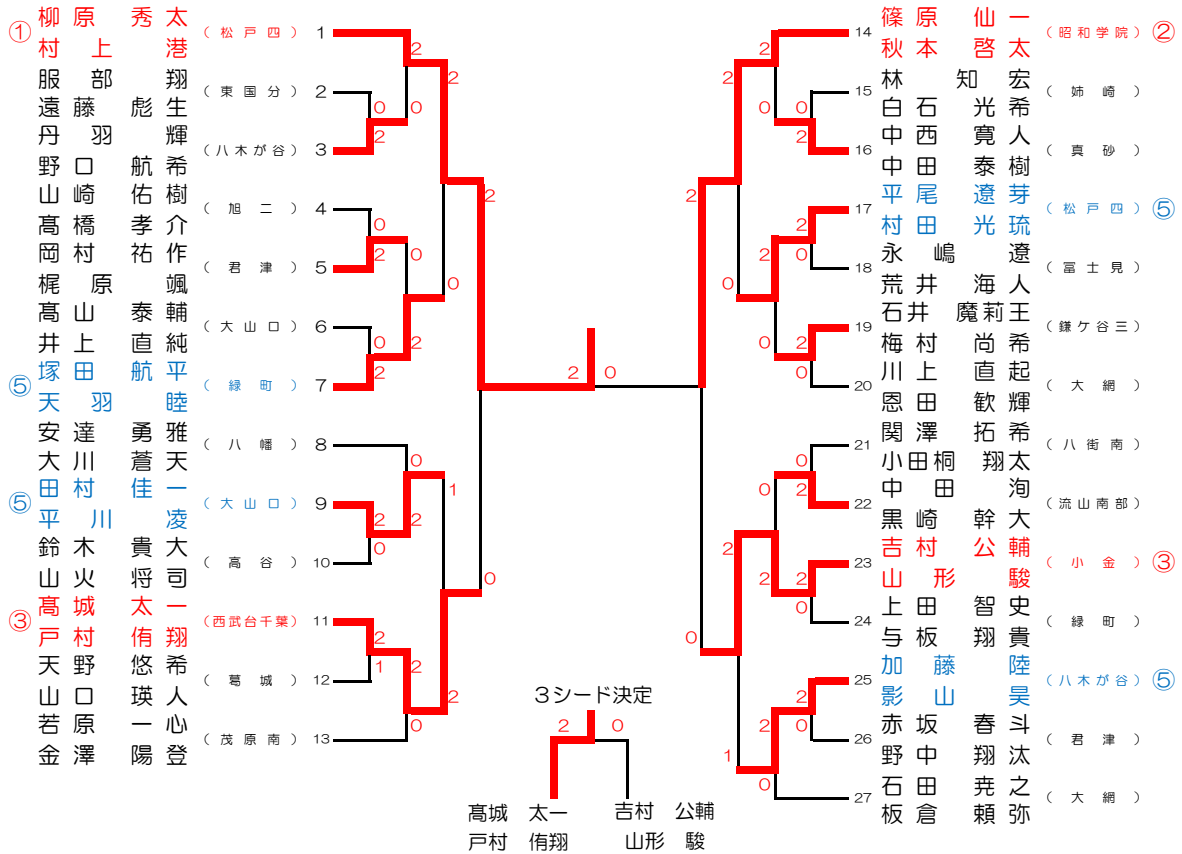 ① 柳原 秀太
村上 港 (松戸四) 1
服部 翔
遠藤 彪生 (東国分) 2
丹羽 輝
野口 航希 (八木が谷) 3
山崎 佑樹
髙橋 孝介 (旭二) 4
岡村 祐作
梶原 颯 (君津) 5
髙山 泰輔
井上 直純 (大山口) 6
⑤ 塚田 航平
天羽 睦 (緑町) 7
安達 勇雅
大川 蒼天 (八幡) 8
⑤ 田村 佳一
平川 凌 (大山口) 9
鈴木 貴大
山火 将司 (高谷) 10
③ 髙城 太一
戸村 侑翔 (西武台千葉) 11
天野 悠希
山口 瑛人 (葛城) 12
若原 一心
金澤 陽登 (茂原南) 13
2
2
0 0
2
2
0
2 0
0
0 2
2
0
1
2 2
0
0
2
1 2
2
0
2 0
3シード決定
2 0
髙城 太一 吉村 公輔
戸村 侑翔 山形 駿
14 篠原 仙一
秋本 啓太 (昭和学院) ②
15 林 知宏
白石 光希 (姉崎)
16 中西 寛人
中田 泰樹 (真砂)
17 平尾 遼芽
村田 光琉 (松戸四) ⑤
18 永嶋 遼
荒井 海人 (冨士見)
19 石井 魔莉王
梅村 尚希 (鎌ケ谷三)
20 川上 直起
恩田 歓輝 (大網)
21 関澤 拓希
小田桐 翔太 (八街南)
22 中田 洵
黒崎 幹大 (流山南部)
23 吉村 公輔
山形 駿 (小金) ③
24 上田 智史
与板 翔貴 (緑町)
25 加藤 陸
影山 昊 (八木が谷) ⑤
26 赤坂 春斗
野中 翔汰 (君津)
27 石田 尭之
板倉 頼弥 (大網)
2
2
0 0
2
2
2
2 0
0
0 2
0
0
0 2
2
2 2
0
0
2
2 0
1
0